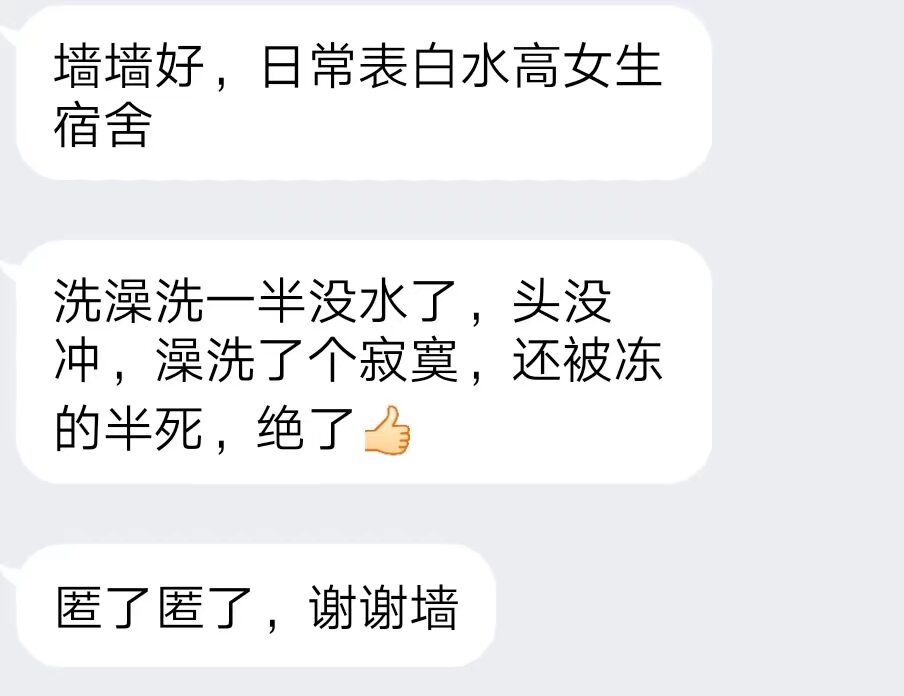 墙墙好，日常表白水高女生
宿舍
洗澡洗一半没水了，头没
冲，澡洗了个寂寞，还被冻
的半死，绝了👍
匿了匿了，谢谢墙